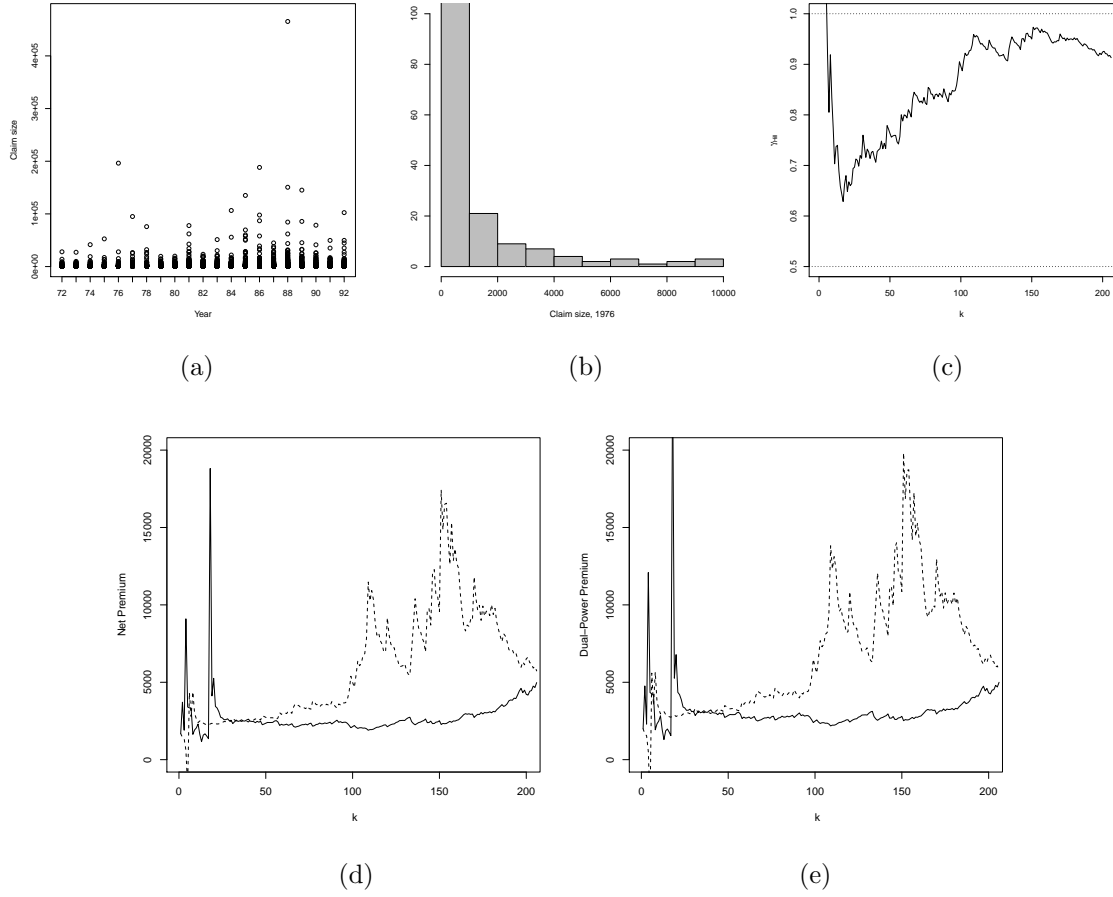 Claim size
0e+00 1e+05 2e+05 3e+05 4e+05
72 74 76 78 80 82 84 86 88 90 92
Year
(a)
0 20 40 60 80 100
0 2000 4000 6000 8000 10000
Claim size, 1976
(b)
γHill
0.5 0.6 0.7 0.8 0.9 1.0
0 50 100 150 200
k
(c)
Net Premium
0 5000 10000 15000 20000
0 50 100 150 200
k
(d)
Dual−Power Premium
0 5000 10000 15000 20000
0 50 100 150 200
k
(e)